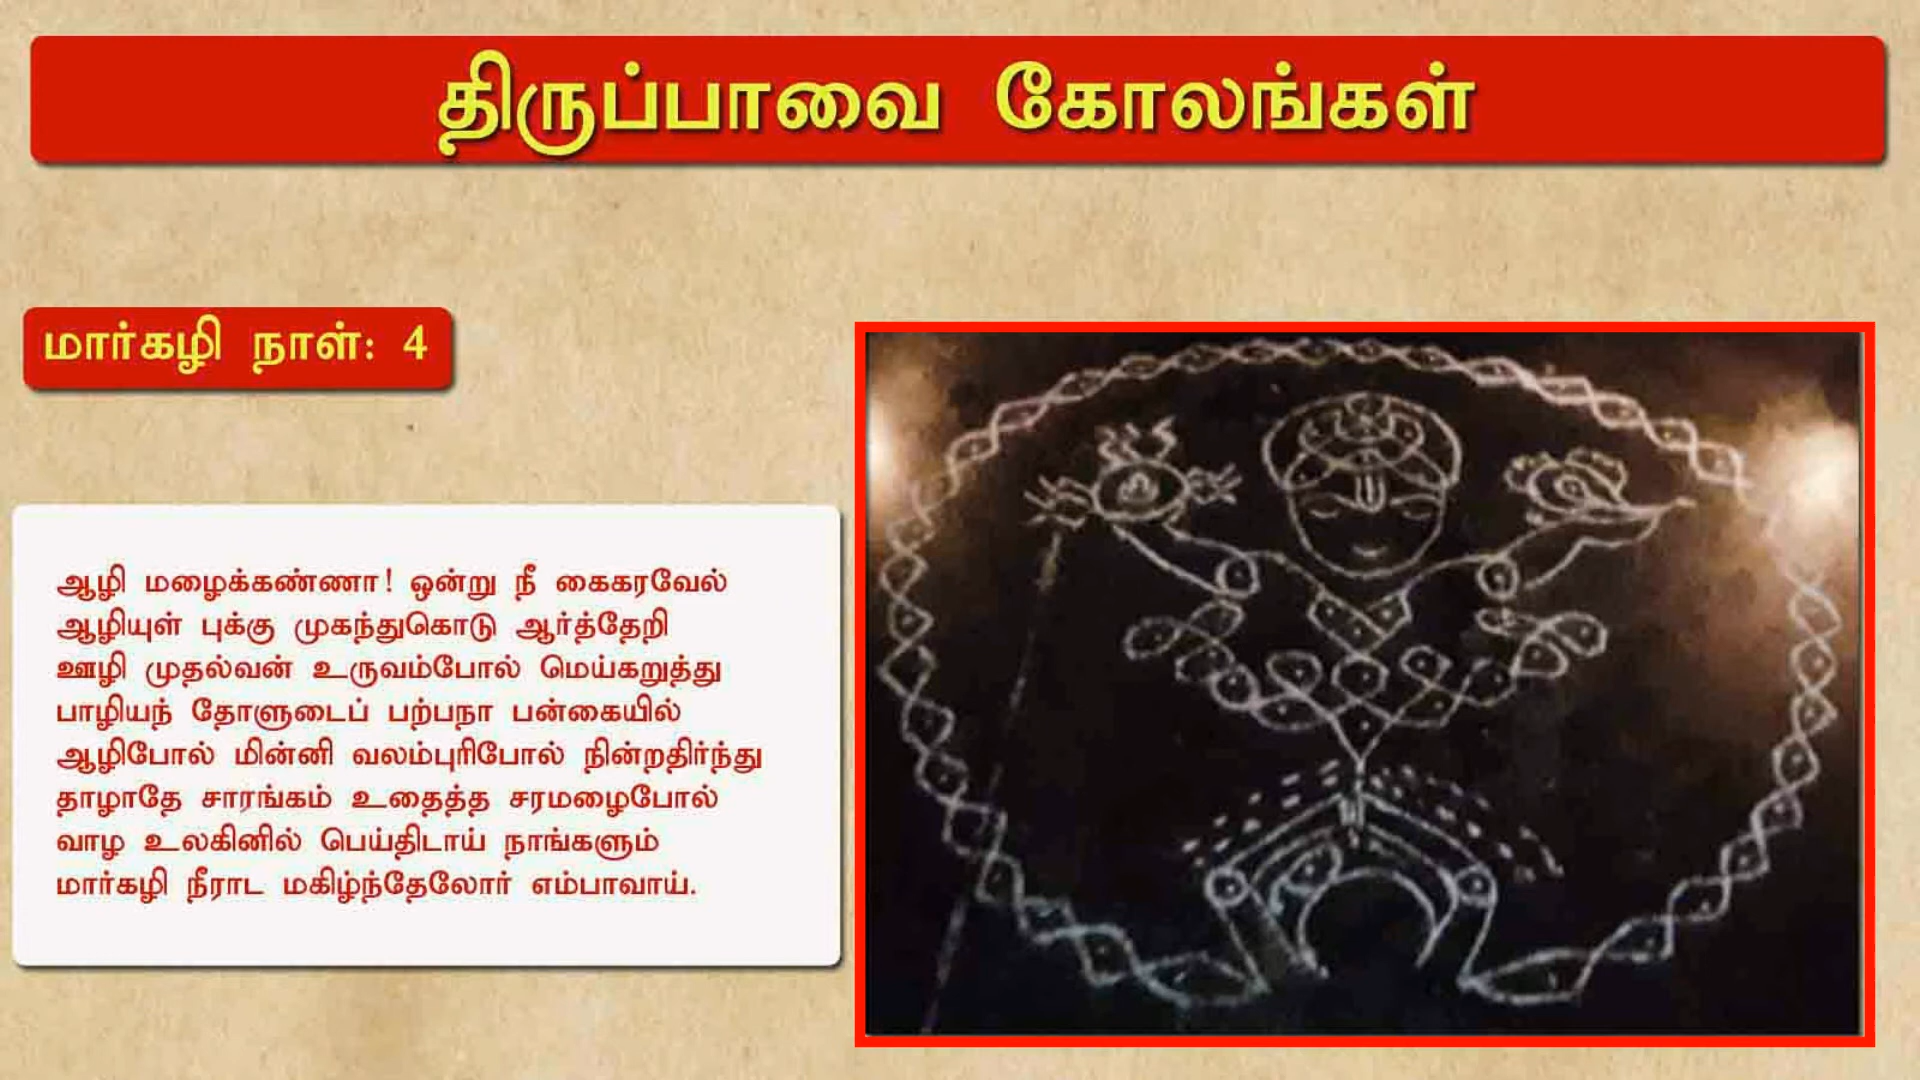 திருப்பாவை கோலங்கள்
மார்கழி நாள்: 4
ஆழி மழைக்கண்ணா! ஒன்று நீ கைகரவேல்
ஆழியுள் புக்கு முகந்துகொடு ஆர்த்தேறி
ஊழி முதல்வன் உருவம்போல் மெய்கறுத்து
பாழியந் தோளுடைப் பற்பநா பன்கையில்
ஆழிபோல் மின்னி வலம்புரிபோல் நின்றதிர்ந்து
தாழாதே சாரங்கம் உதைத்த சரமழைபோல்
வாழ உலகினில் பெய்திடாய் நாங்களும்
மார்கழி நீராட மகிழ்ந்தேலோர் எம்பாவாய்.